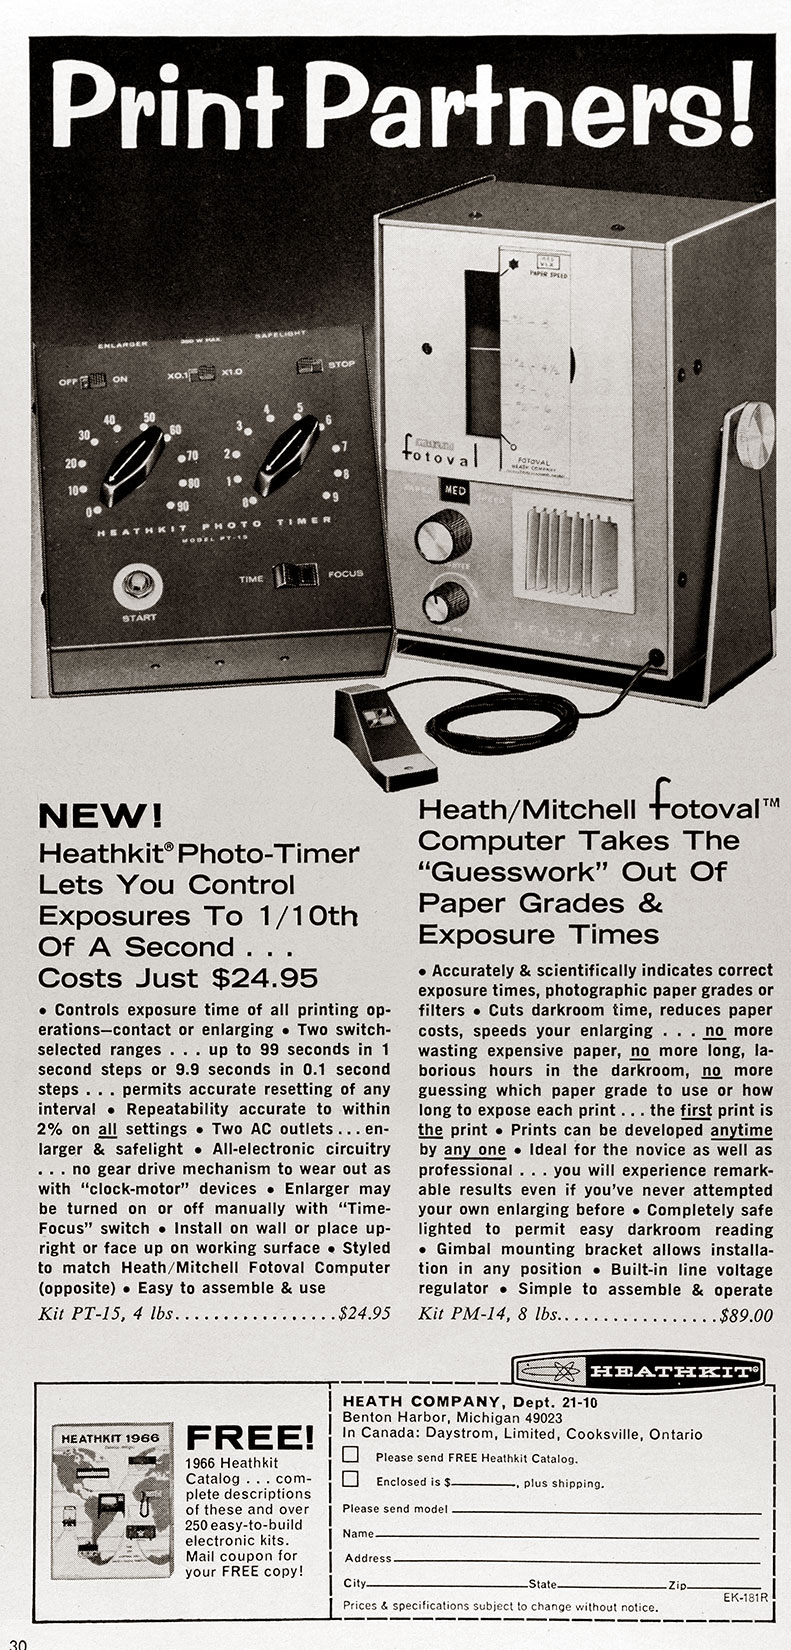 Print Partners!
ENLARGER 350 W MAX. SAFELIGHT
OFF ON X0.1 X1.0 STOP
0 10 20 30 40 50 60 70 80 90
0 1 2 3 4 5 6 7 8 9
HEATHKIT PHOTO TIMER
MODEL PT-15
TIME FOCUS
START
PAPER SPEED
fotoval
FOTOVAL
HEATH COMPANY
MED
HEATHKIT
NEW!
Heathkit® Photo-Timer
Lets You Control
Exposures To 1/10th
Of A Second . . .
Costs Just $24.95
• Controls exposure time of all printing op-
erations—contact or enlarging • Two switch-
selected ranges . . . up to 99 seconds in 1
second steps or 9.9 seconds in 0.1 second
steps . . . permits accurate resetting of any
interval • Repeatability accurate to within
2% on all settings • Two AC outlets . . . en-
larger & safelight • All-electronic circuitry
. . . no gear drive mechanism to wear out as
with “clock-motor” devices • Enlarger may
be turned on or off manually with “Time-
Focus” switch • Install on wall or place up-
right or face up on working surface • Styled
to match Heath/Mitchell Fotoval Computer
(opposite) • Easy to assemble & use
Kit PT-15, 4 lbs..................$24.95
Heath/Mitchell fotoval™
Computer Takes The
“Guesswork” Out Of
Paper Grades &
Exposure Times
• Accurately & scientifically indicates correct
exposure times, photographic paper grades or
filters • Cuts darkroom time, reduces paper
costs, speeds your enlarging . . . no more
wasting expensive paper, no more long, la-
borious hours in the darkroom, no more
guessing which paper grade to use or how
long to expose each print . . . the first print is
the print • Prints can be developed anytime
by any one • Ideal for the novice as well as
professional . . . you will experience remark-
able results even if you've never attempted
your own enlarging before • Completely safe
lighted to permit easy darkroom reading
• Gimbal mounting bracket allows installa-
tion in any position • Built-in line voltage
regulator • Simple to assemble & operate
Kit PM-14, 8 lbs.................$89.00
HEATHKIT®
HEATHKIT 1966
FREE!
1966 Heathkit
Catalog . . . com-
plete descriptions
of these and over
250 easy-to-build
electronic kits.
Mail coupon for
your FREE copy!
HEATH COMPANY, Dept. 21-10
Benton Harbor, Michigan 49023
In Canada: Daystrom, Limited, Cooksville, Ontario
☐ Please send FREE Heathkit Catalog.
☐ Enclosed is $__________, plus shipping.
Please send model
Name
Address
City State Zip
Prices & specifications subject to change without notice. EK-181R
30